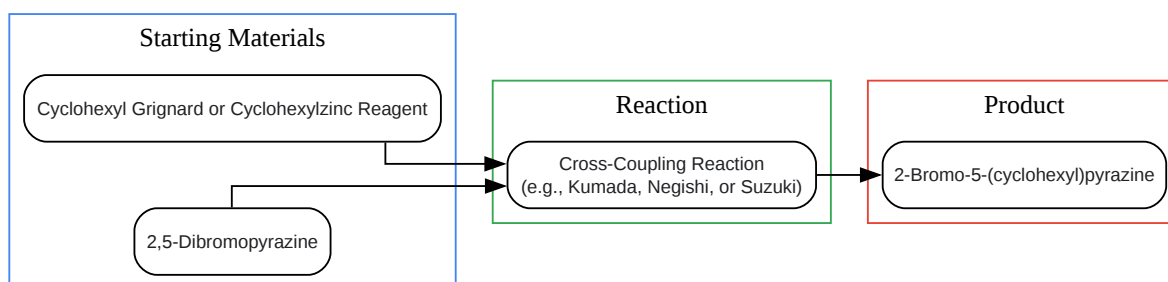 Starting Materials
Cyclohexyl Grignard or Cyclohexylzinc Reagent
2,5-Dibromopyrazine
Reaction
Cross-Coupling Reaction
(e.g., Kumada, Negishi, or Suzuki)
Product
2-Bromo-5-(cyclohexyl)pyrazine